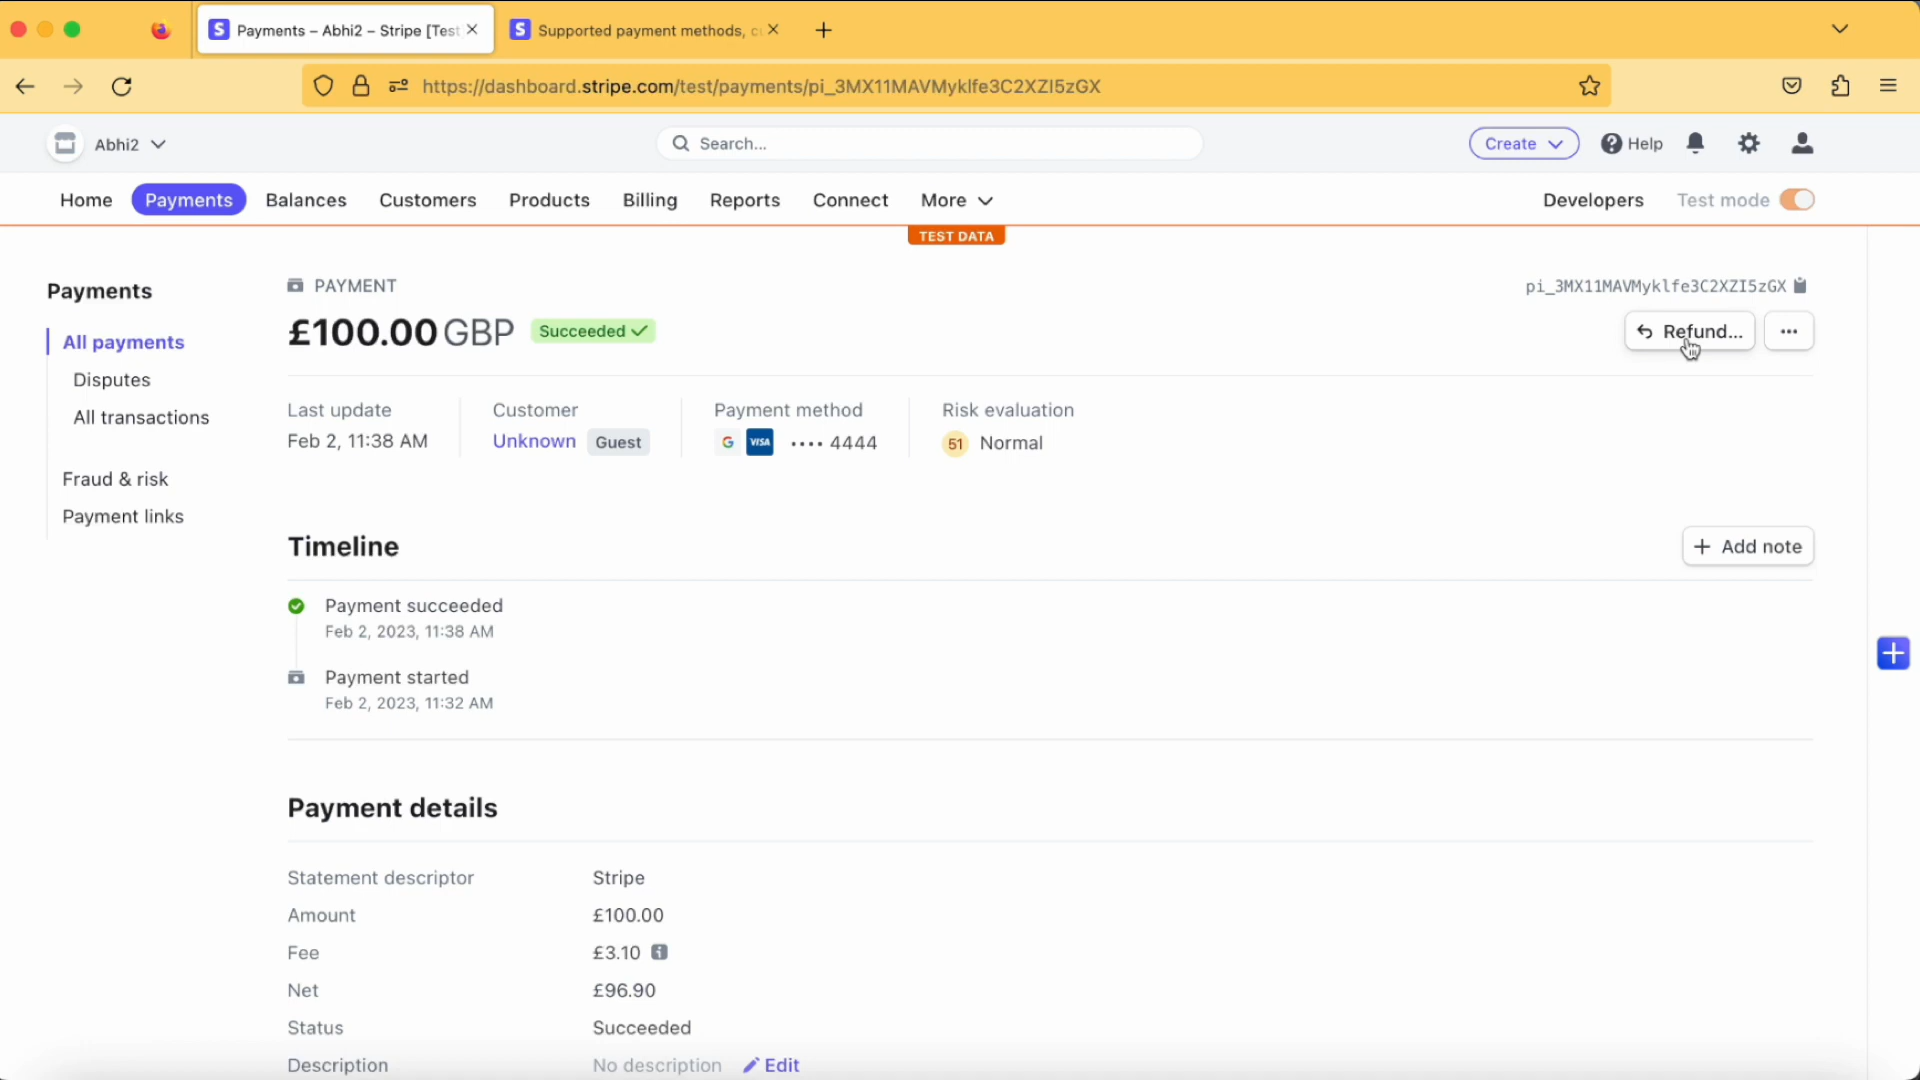 Payments – Abhi2 – Stripe [Test
Supported payment methods, cu
https://dashboard.stripe.com/test/payments/pi_3MX11MAVMyklfe3C2XZI5zGX
Abhi2
Search...
Create
Help
Home
Payments
Balances
Customers
Products
Billing
Reports
Connect
More
Developers
Test mode
TEST DATA
Payments
All payments
Disputes
All transactions
Fraud & risk
Payment links
PAYMENT
pi_3MX11MAVMyklfe3C2XZI5zGX
£100.00 GBP
Succeeded
Refund...
Last update
Feb 2, 11:38 AM
Customer
Unknown Guest
Payment method
G VISA •••• 4444
Risk evaluation
51 Normal
Timeline
Add note
Payment succeeded
Feb 2, 2023, 11:38 AM
Payment started
Feb 2, 2023, 11:32 AM
Payment details
Statement descriptor Stripe
Amount £100.00
Fee £3.10
Net £96.90
Status Succeeded
Description No description Edit